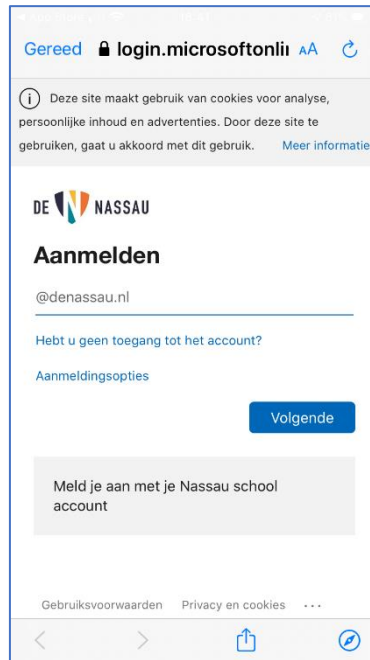 Gereed login.microsoftonlin AA
Deze site maakt gebruik van cookies voor analyse,
persoonlijke inhoud en advertenties. Door deze site te
gebruiken, gaat u akkoord met dit gebruik. Meer informatie
DE N NASSAU
Aanmelden
@denassau.nl
Hebt u geen toegang tot het account?
Aanmeldingsopties
Volgende
Meld je aan met je Nassau school
account
Gebruiksvoorwaarden Privacy en cookies ...